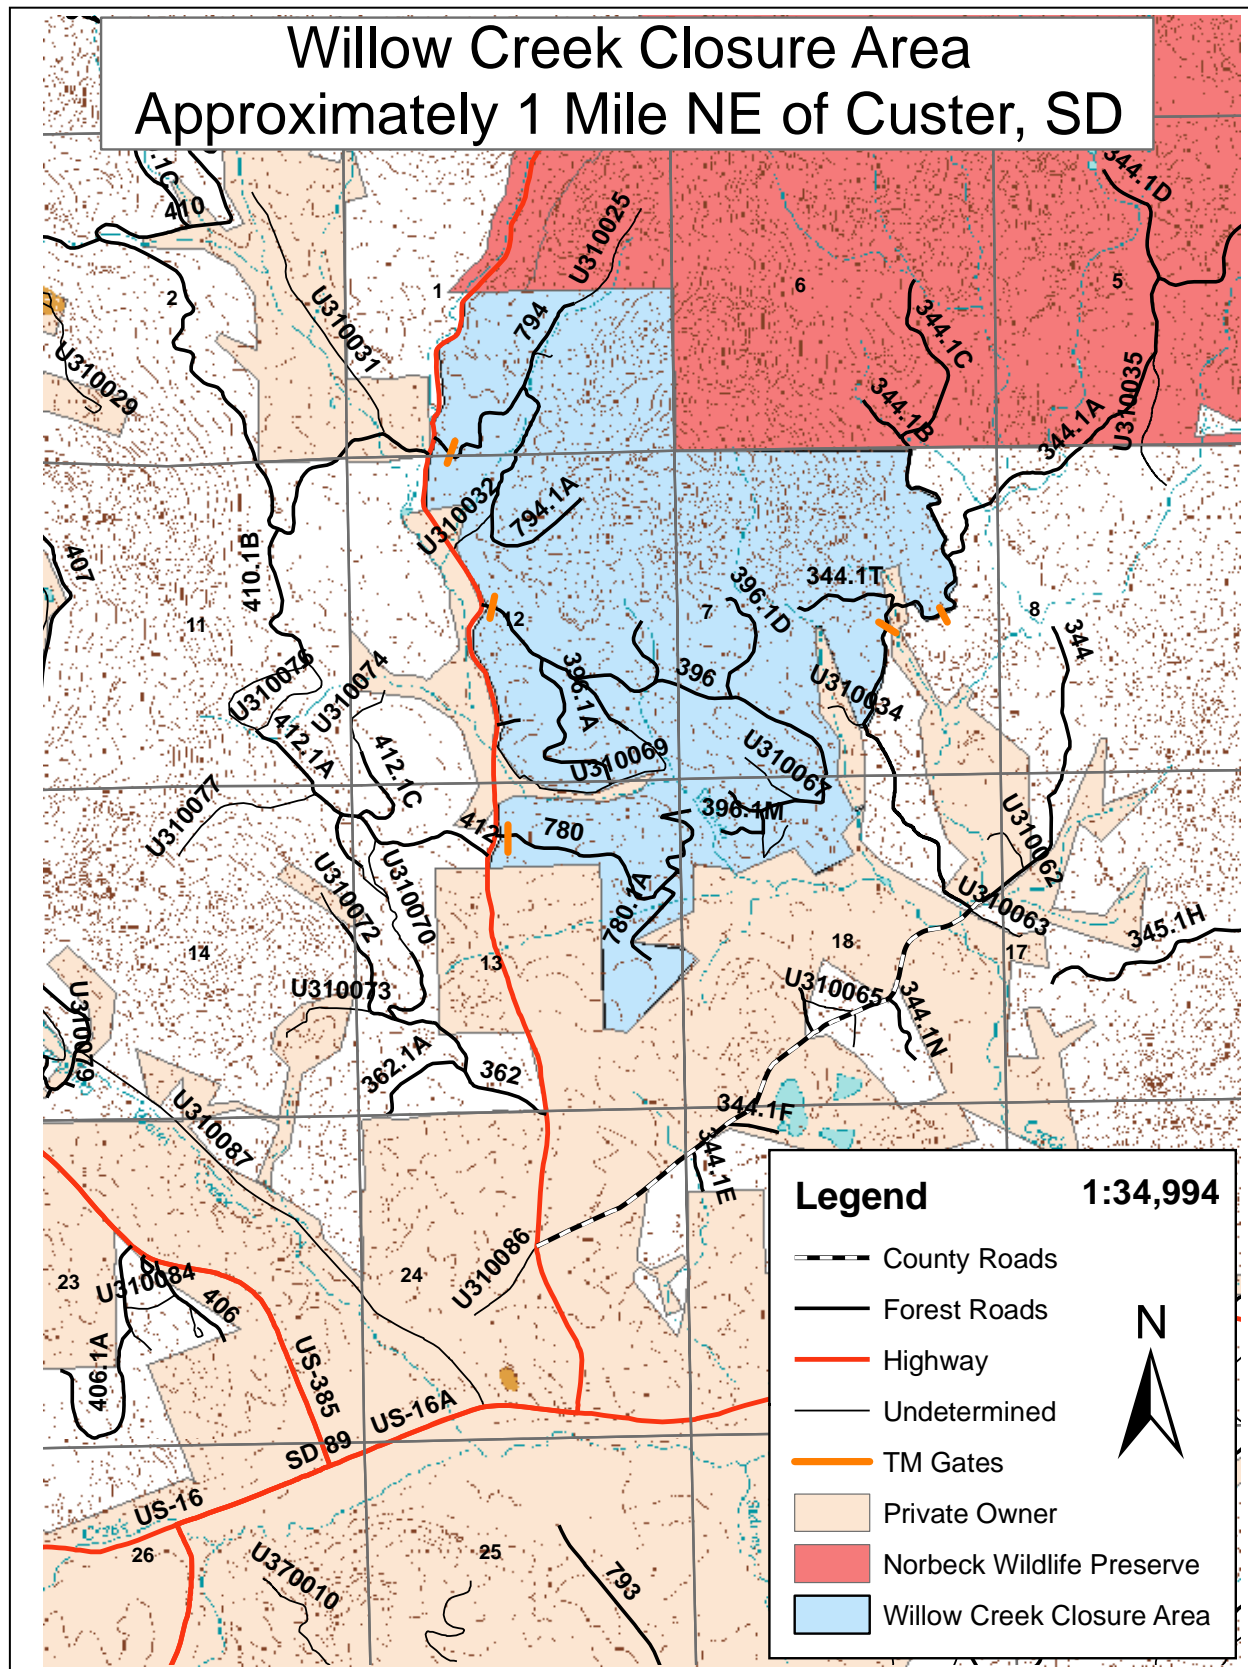 Willow Creek Closure Area
Approximately 1 Mile NE of Custer, SD
.1C
410
344.1D
U310025
2
1
6
5
794
U310031
344.1C
U310029
344.1B
344.1A
U310035
U310032
794.1A
407
410.1B
396.1D
344.1T
11
12
7
8
344
U310076
U310074
396.1A
396
U310034
412.1A
412.1C
U310069
U310067
U310077
412
780
396.1M
U310062
U310072
U310070
780.1A
U310063
345.1H
14
13
18
17
U310073
U310065
344.1N
U310079
362.1A
362
344.1F
U310087
344.1E
Creek
23
U310084
406
24
U310086
406.1A
US-385
US-16A
SD 89
US-16
26
25
U370010
793
Legend
1:34,994
County Roads
Forest Roads
N
Highway
Undetermined
TM Gates
Private Owner
Norbeck Wildlife Preserve
Willow Creek Closure Area